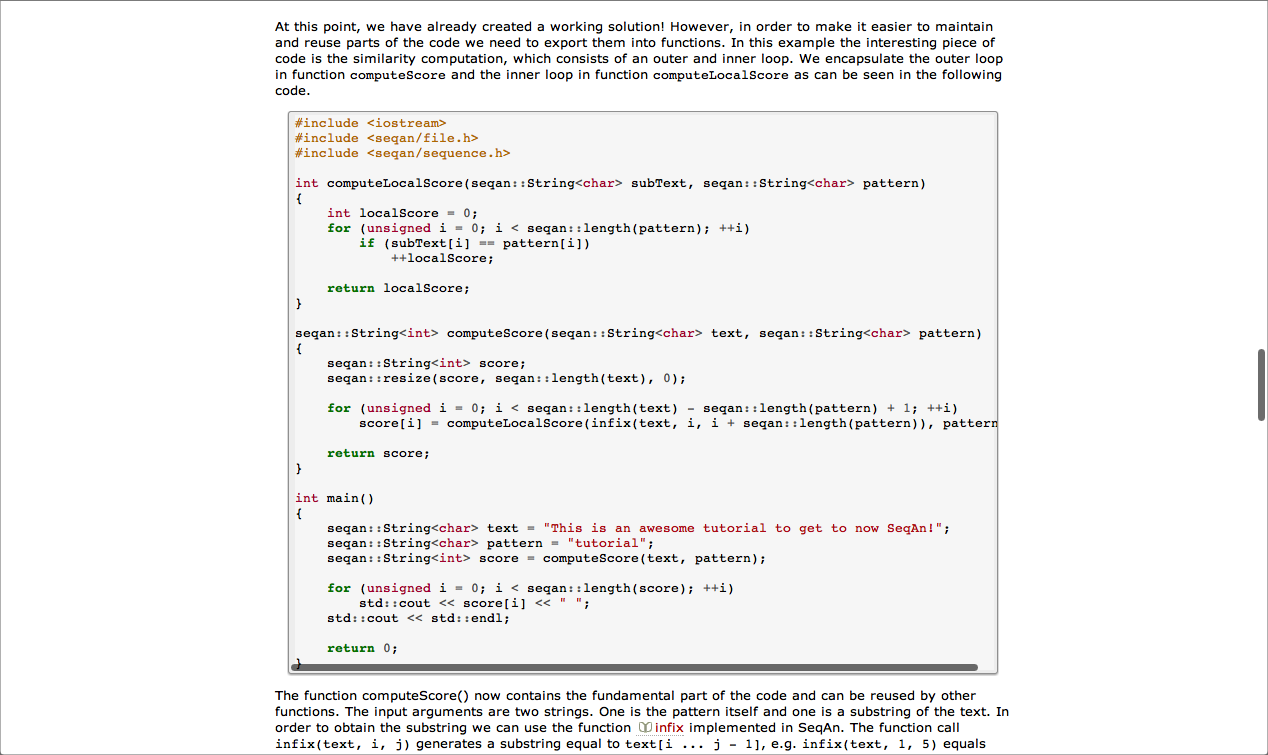 At this point, we have already created a working solution! However, in order to make it easier to maintain
and reuse parts of the code we need to export them into functions. In this example the interesting piece of
code is the similarity computation, which consists of an outer and inner loop. We encapsulate the outer loop
in function computeScore and the inner loop in function computeLocalScore as can be seen in the following
code.
#include <iostream>
#include <seqan/file.h>
#include <seqan/sequence.h>
int computeLocalScore(seqan::String<char> subText, seqan::String<char> pattern)
{
    int localScore = 0;
    for (unsigned i = 0; i < seqan::length(pattern); ++i)
        if (subText[i] == pattern[i])
            ++localScore;
    return localScore;
}
seqan::String<int> computeScore(seqan::String<char> text, seqan::String<char> pattern)
{
    seqan::String<int> score;
    seqan::resize(score, seqan::length(text), 0);
    for (unsigned i = 0; i < seqan::length(text) - seqan::length(pattern) + 1; ++i)
        score[i] = computeLocalScore(infix(text, i, i + seqan::length(pattern)), pattern
    return score;
}
int main()
{
    seqan::String<char> text = "This is an awesome tutorial to get to now SeqAn!";
    seqan::String<char> pattern = "tutorial";
    seqan::String<int> score = computeScore(text, pattern);
    for (unsigned i = 0; i < seqan::length(score); ++i)
        std::cout << score[i] << " ";
    std::cout << std::endl;
    return 0;
}
The function computeScore() now contains the fundamental part of the code and can be reused by other
functions. The input arguments are two strings. One is the pattern itself and one is a substring of the text. In
order to obtain the substring we can use the function infix implemented in SeqAn. The function call
infix(text, i, j) generates a substring equal to text[i ... j - 1], e.g. infix(text, 1, 5) equals